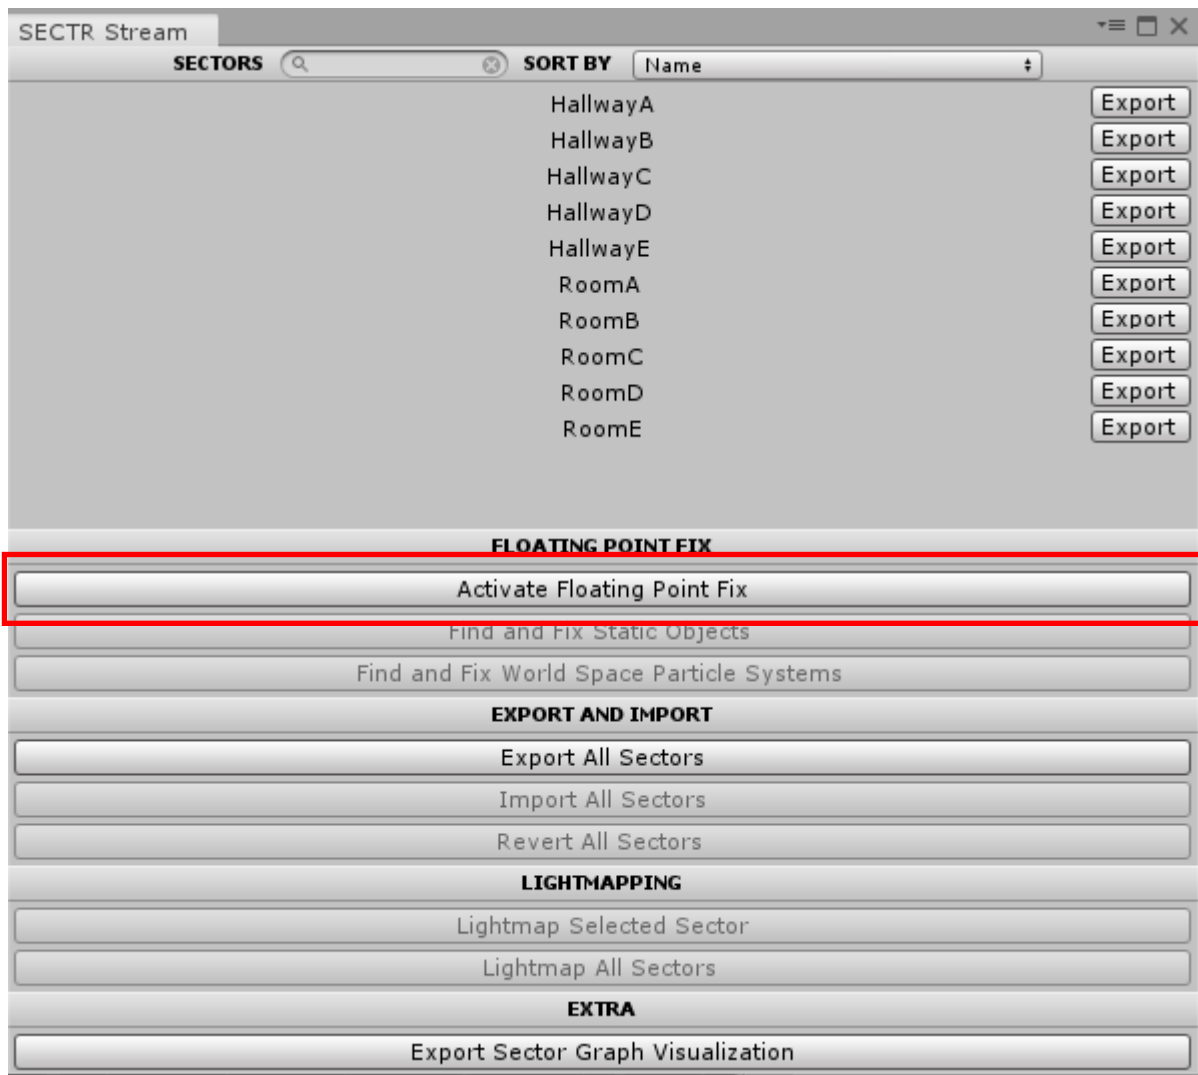 SECTR Stream
SECTORS SORT BY Name
HallwayA Export
HallwayB Export
HallwayC Export
HallwayD Export
HallwayE Export
RoomA Export
RoomB Export
RoomC Export
RoomD Export
RoomE Export
FLOATING POINT FIX
Activate Floating Point Fix
Find and Fix Static Objects
Find and Fix World Space Particle Systems
EXPORT AND IMPORT
Export All Sectors
Import All Sectors
Revert All Sectors
LIGHTMAPPING
Lightmap Selected Sector
Lightmap All Sectors
EXTRA
Export Sector Graph Visualization